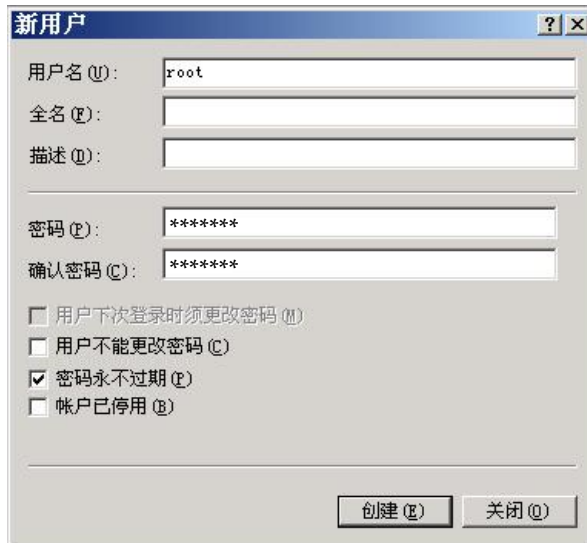 新用户
用户名(U): root
全名(F):
描述(D):
密码(P): *******
确认密码(C): *******
用户下次登录时须更改密码(M)
用户不能更改密码(C)
密码永不过期(P)
帐户已停用(B)
创建(E) 关闭(O)